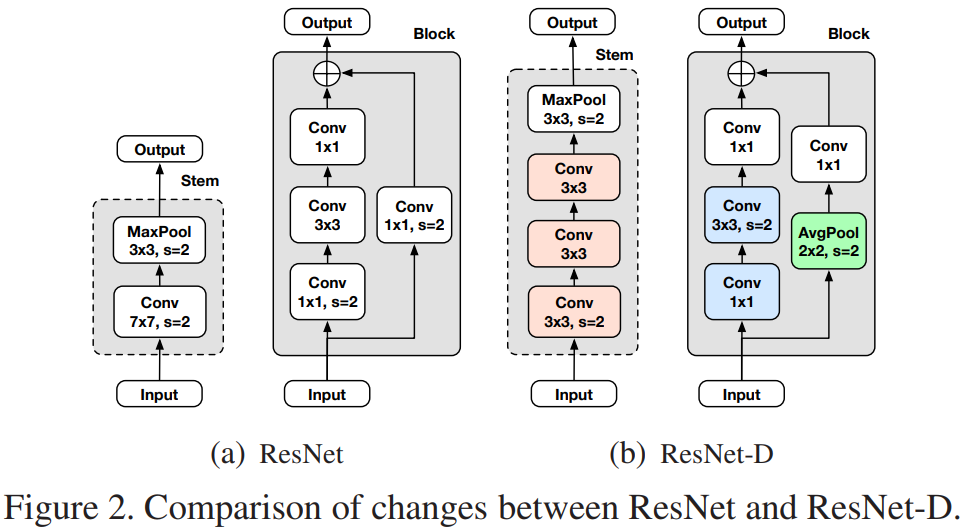 Output
Stem
MaxPool
3x3, s=2
Conv
7x7, s=2
Input
Output
Block
Conv
1x1
Conv
3x3
Conv
1x1, s=2
Conv
1x1, s=2
Input
(a) ResNet
Output
Stem
MaxPool
3x3, s=2
Conv
3x3
Conv
3x3
Conv
3x3, s=2
Input
Output
Block
Conv
1x1
Conv
1x1
Conv
3x3, s=2
AvgPool
2x2, s=2
Conv
1x1
Input
(b) ResNet-D
Figure 2. Comparison of changes between ResNet and ResNet-D.